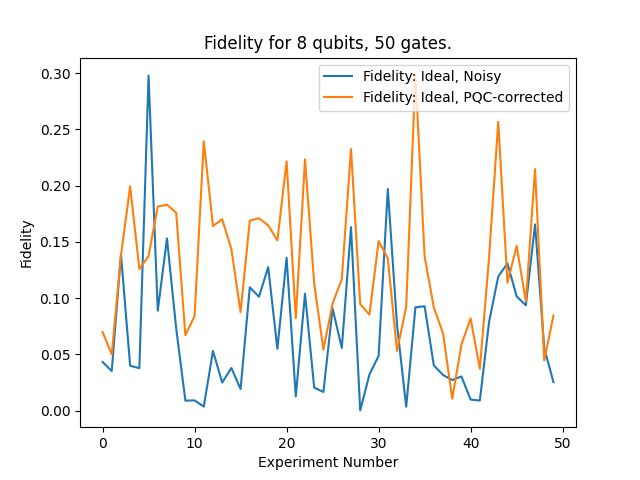 Fidelity for 8 qubits, 50 gates.
Fidelity: Ideal, Noisy
Fidelity: Ideal, PQC-corrected
0.30
0.25
0.20
0.15
0.10
0.05
0.00
Fidelity
0 10 20 30 40 50
Experiment Number